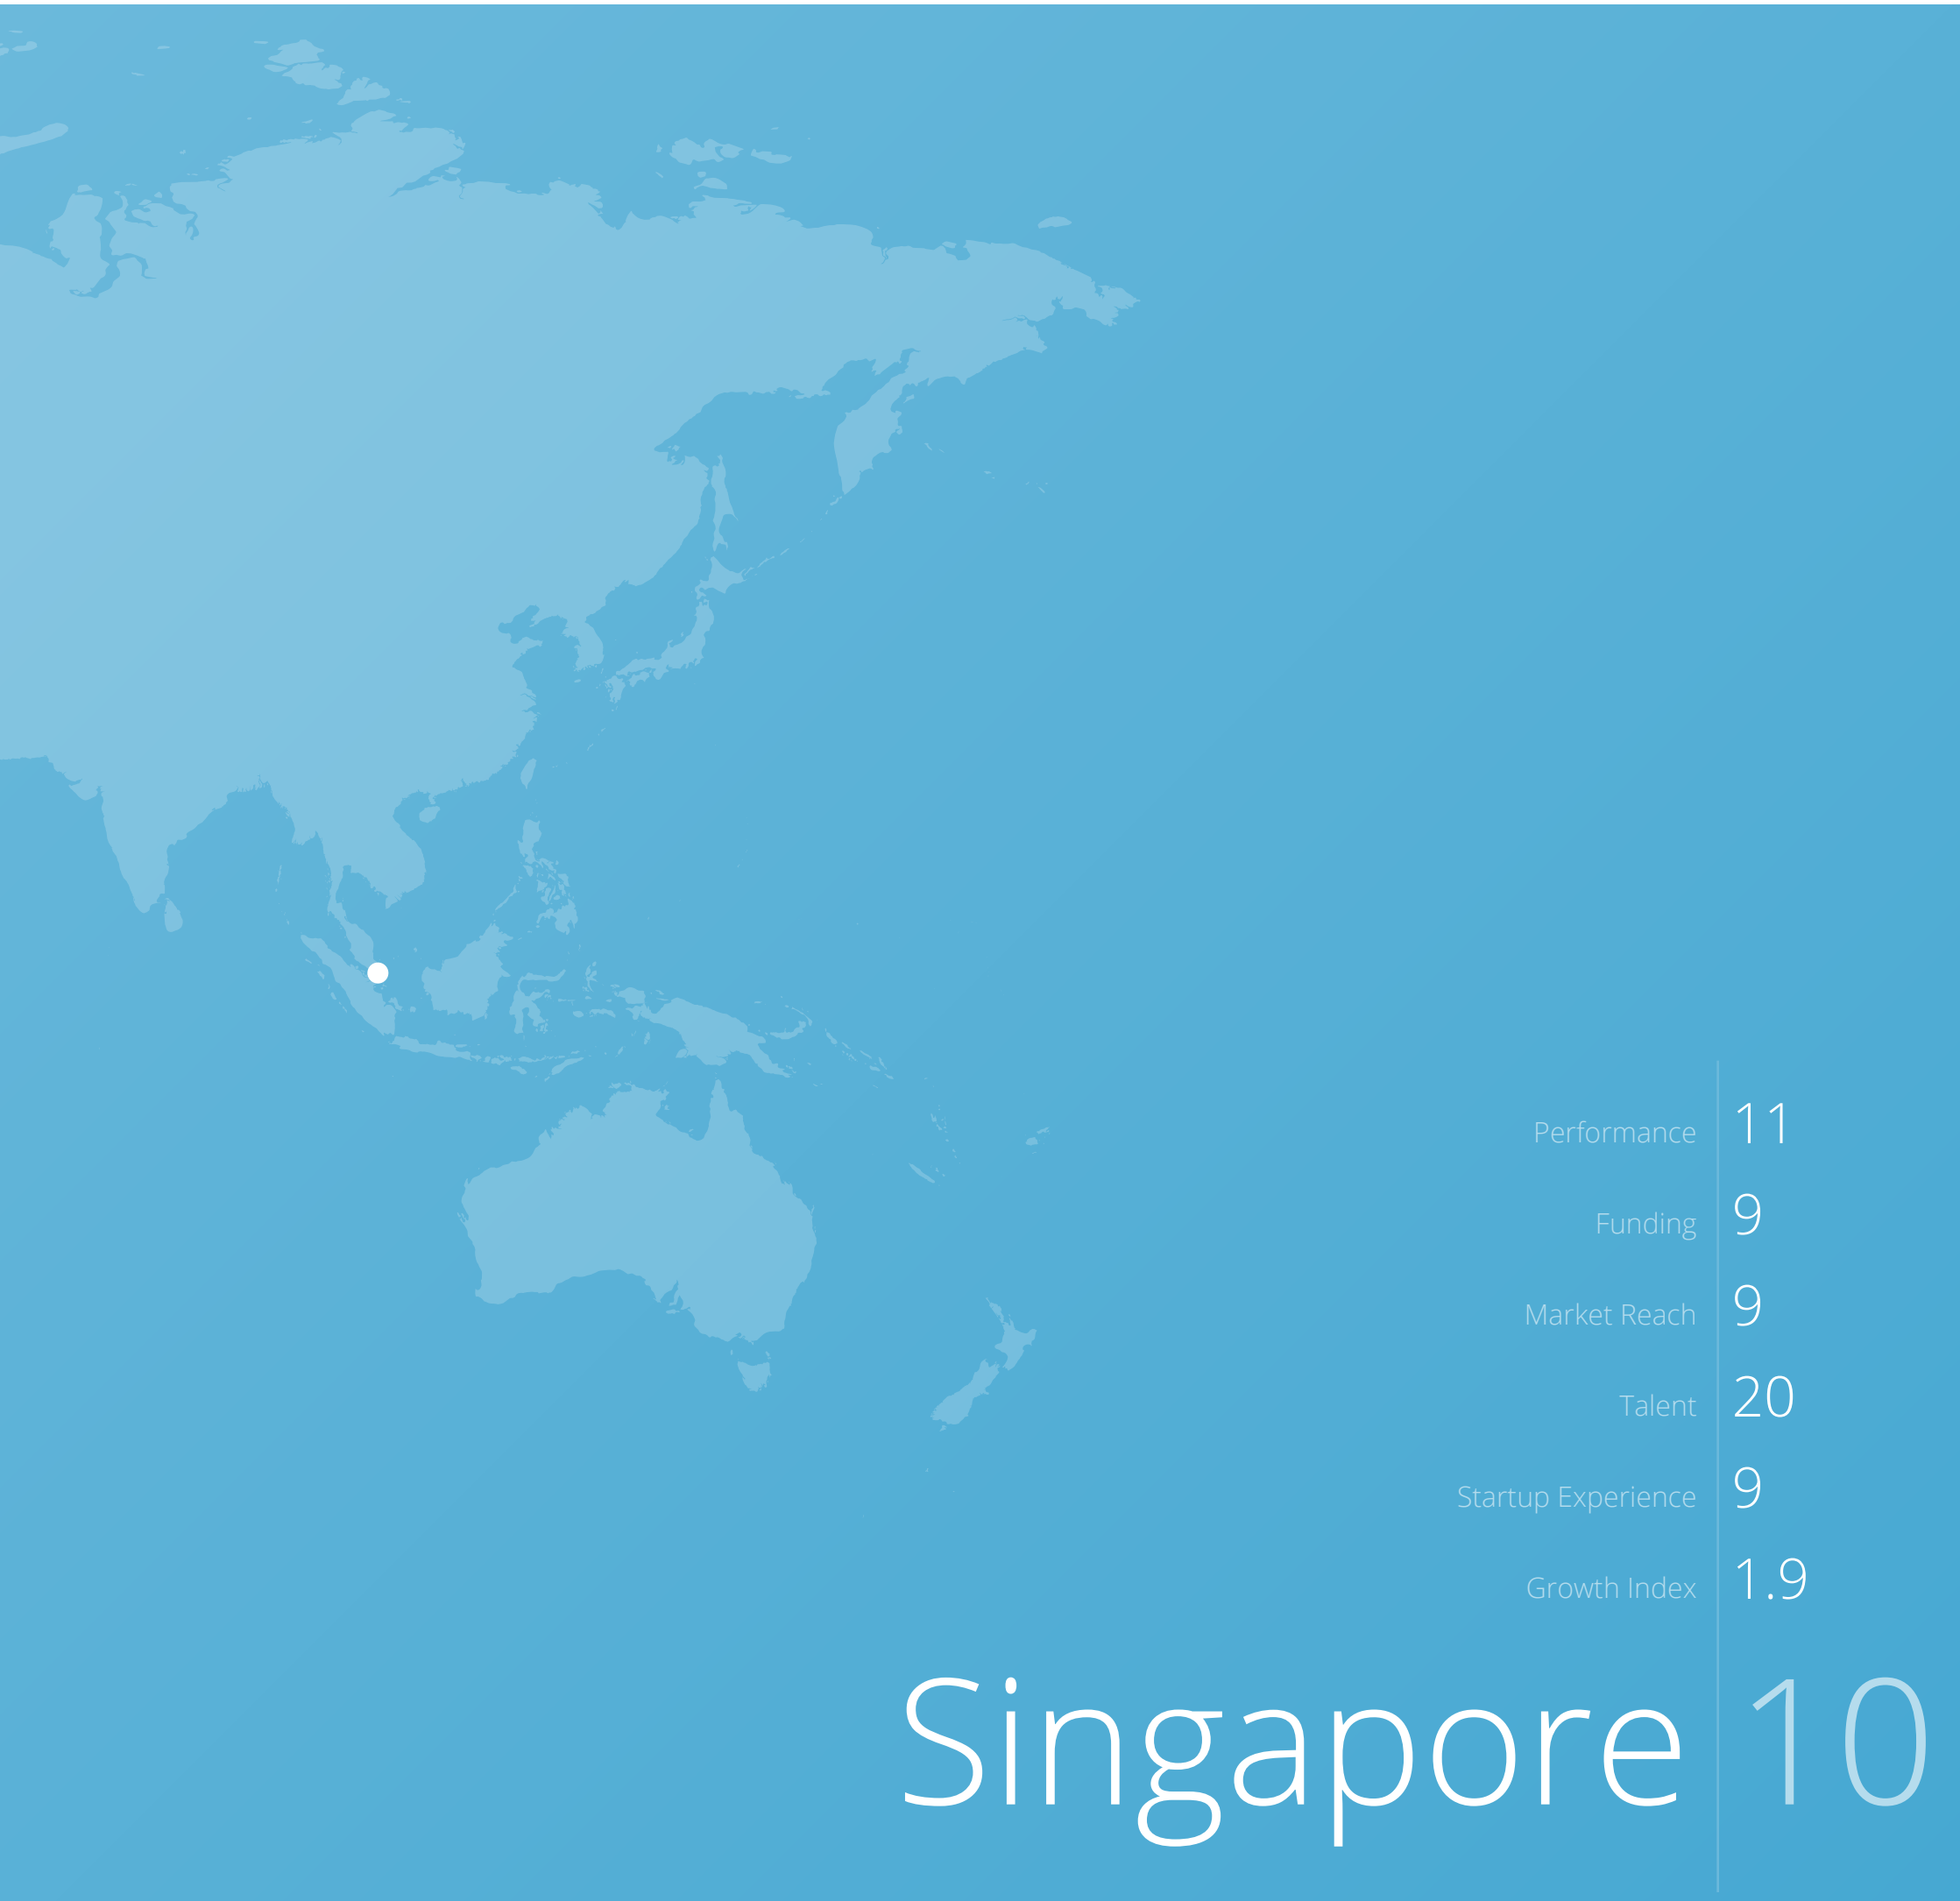 Performance 11
Funding 9
Market Reach 9
Talent 20
Startup Experience 9
Growth Index 1.9
Singapore 10